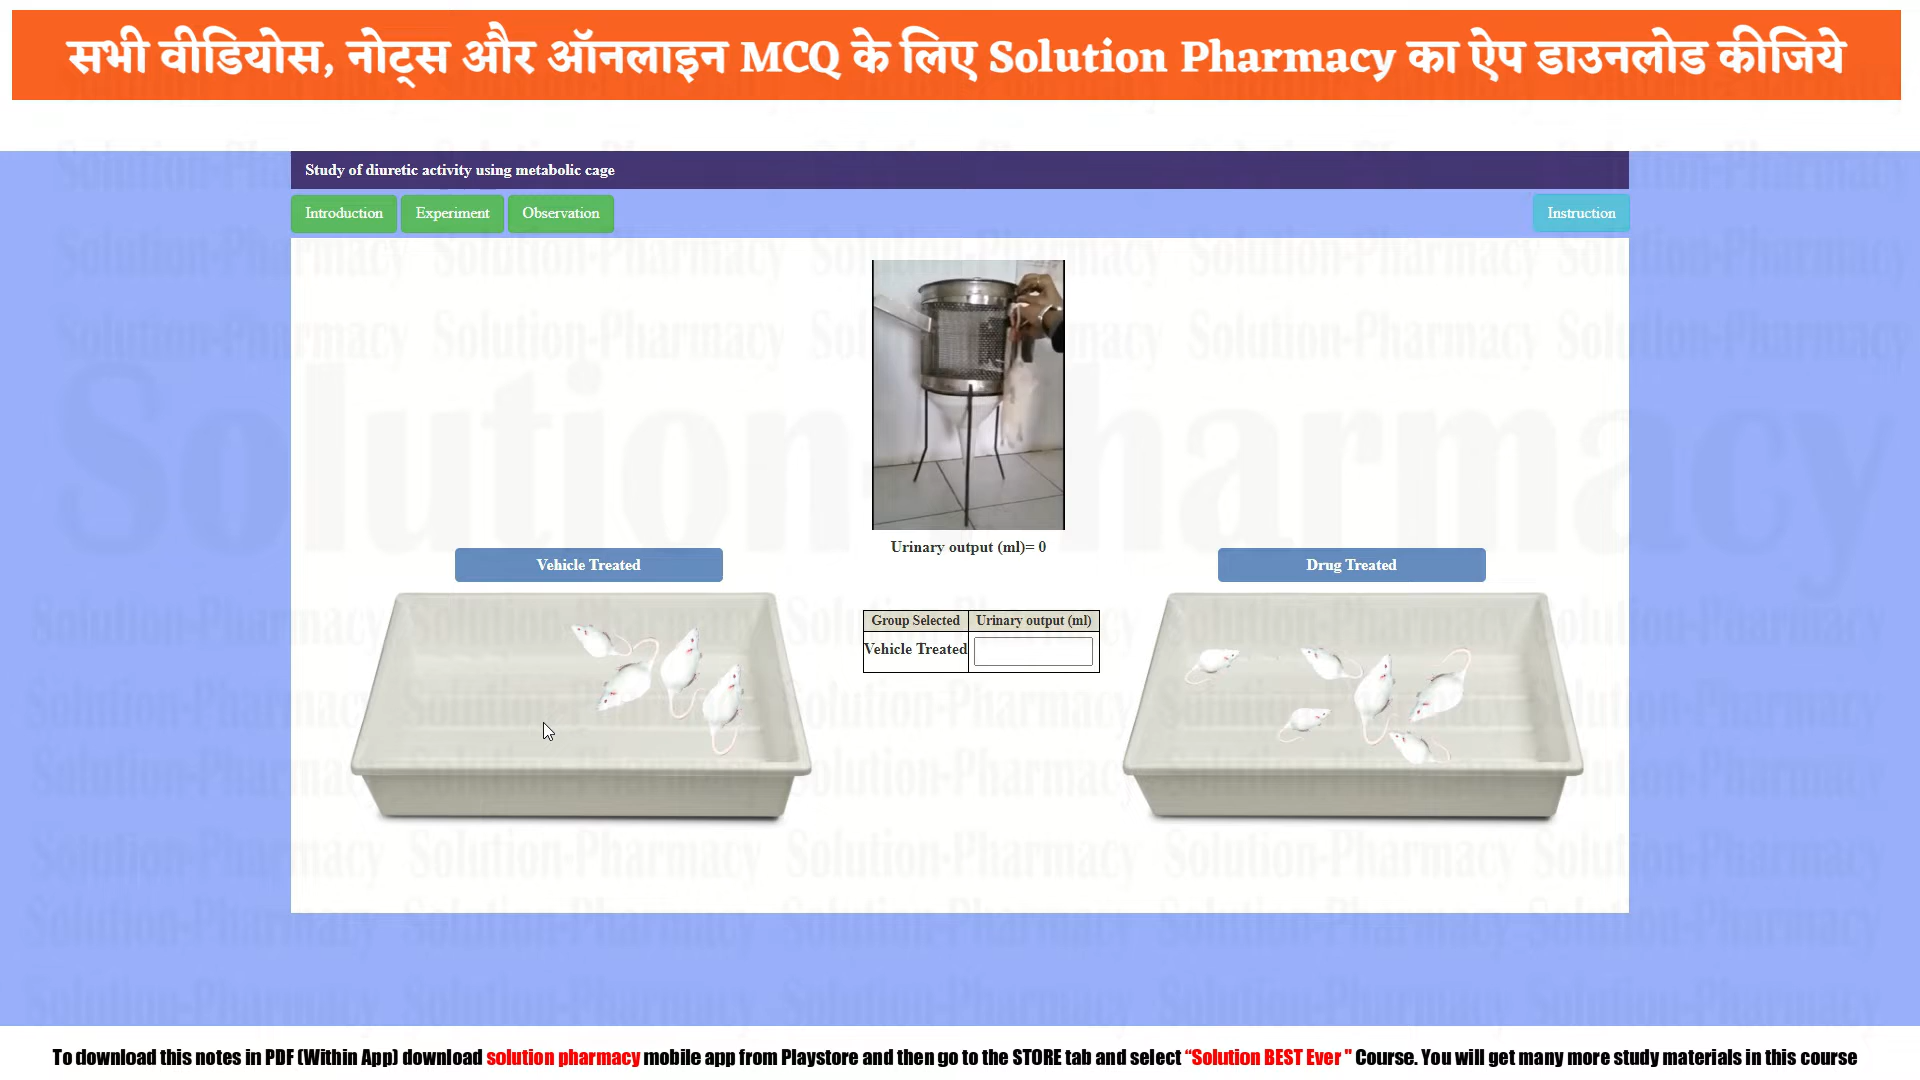 सभी वीडियोस, नोट्स और ऑनलाइन MCQ के लिए Solution Pharmacy का ऐप डाउनलोड कीजिये
Study of diuretic activity using metabolic cage
Introduction Experiment Observation Instruction
Urinary output (ml)= 0
Vehicle Treated Drug Treated
Group Selected Urinary output (ml)
Vehicle Treated
Solution-Pharmacy
To download this notes in PDF (Within App) download solution pharmacy mobile app from Playstore and then go to the STORE tab and select “Solution BEST Ever " Course. You will get many more study materials in this course